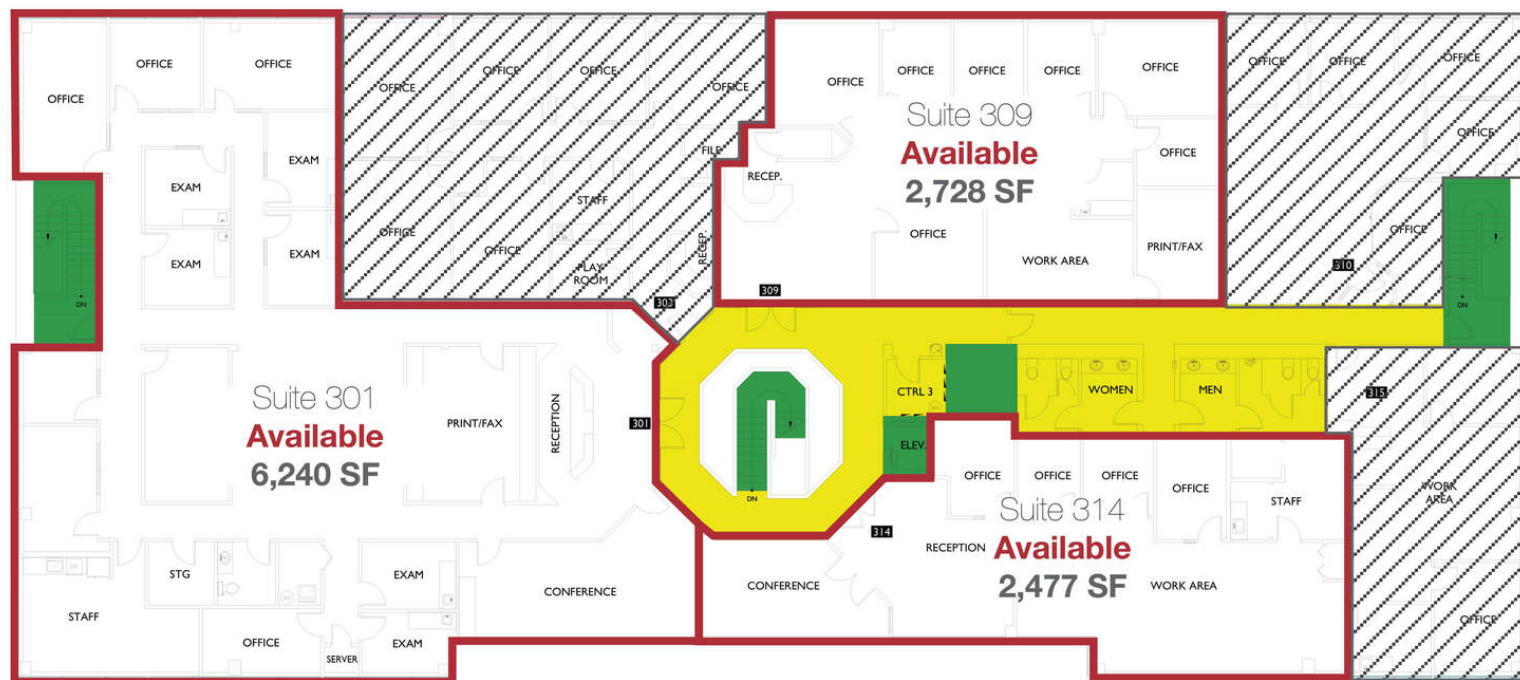 OFFICE
OFFICE
OFFICE
EXAM
EXAM
EXAM
EXAM
DN
Suite 301
Available
6,240 SF
PRINT/FAX
RECEPTION
301
STG
STAFF
OFFICE
SERVER
EXAM
EXAM
CONFERENCE
OFFICE
OFFICE
OFFICE
OFFICE
FILE
STAFF
OFFICE
OFFICE
PLAY
ROOM
RECEP.
303
OFFICE
OFFICE
OFFICE
OFFICE
OFFICE
Suite 309
Available
2,728 SF
OFFICE
RECEP.
OFFICE
WORK AREA
PRINT/FAX
309
OFFICE
OFFICE
OFFICE
OFFICE
OFFICE
310
DN
CTRL 3
WOMEN
MEN
ELEV.
DN
315
WORK
AREA
OFFICE
OFFICE
OFFICE
OFFICE
OFFICE
STAFF
Suite 314
Available
2,477 SF
314
RECEPTION
CONFERENCE
WORK AREA